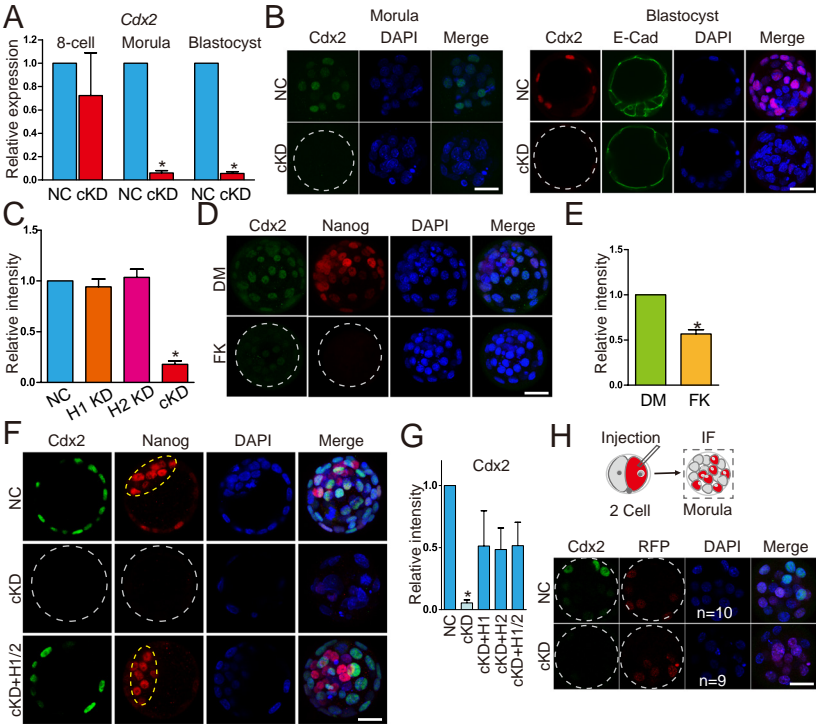 A
Cdx2
8-cell Morula Blastocyst
Relative expression
1.2
1.0
0.8
0.6
0.4
0.2
0
*
*
NC cKD NC cKD NC cKD
B
Morula
Cdx2 DAPI Merge
NC
cKD
Blastocyst
Cdx2 E-Cad DAPI Merge
NC
cKD
C
Relative intensity
1.5
1.0
0.5
0.0
*
NC H1 KD H2 KD cKD
D
Cdx2 Nanog DAPI Merge
DM
FK
E
Relative intensity
1.5
1.0
0.5
0.0
*
DM FK
F
Cdx2 Nanog DAPI Merge
NC
cKD
cKD+H1/2
G
Cdx2
Relative intensity
1.0
0.5
0.0
*
NC cKD cKD+H1 cKD+H2 cKD+H1/2
H
Injection IF
2 Cell Morula
Cdx2 RFP DAPI Merge
NC
n=10
cKD
n=9